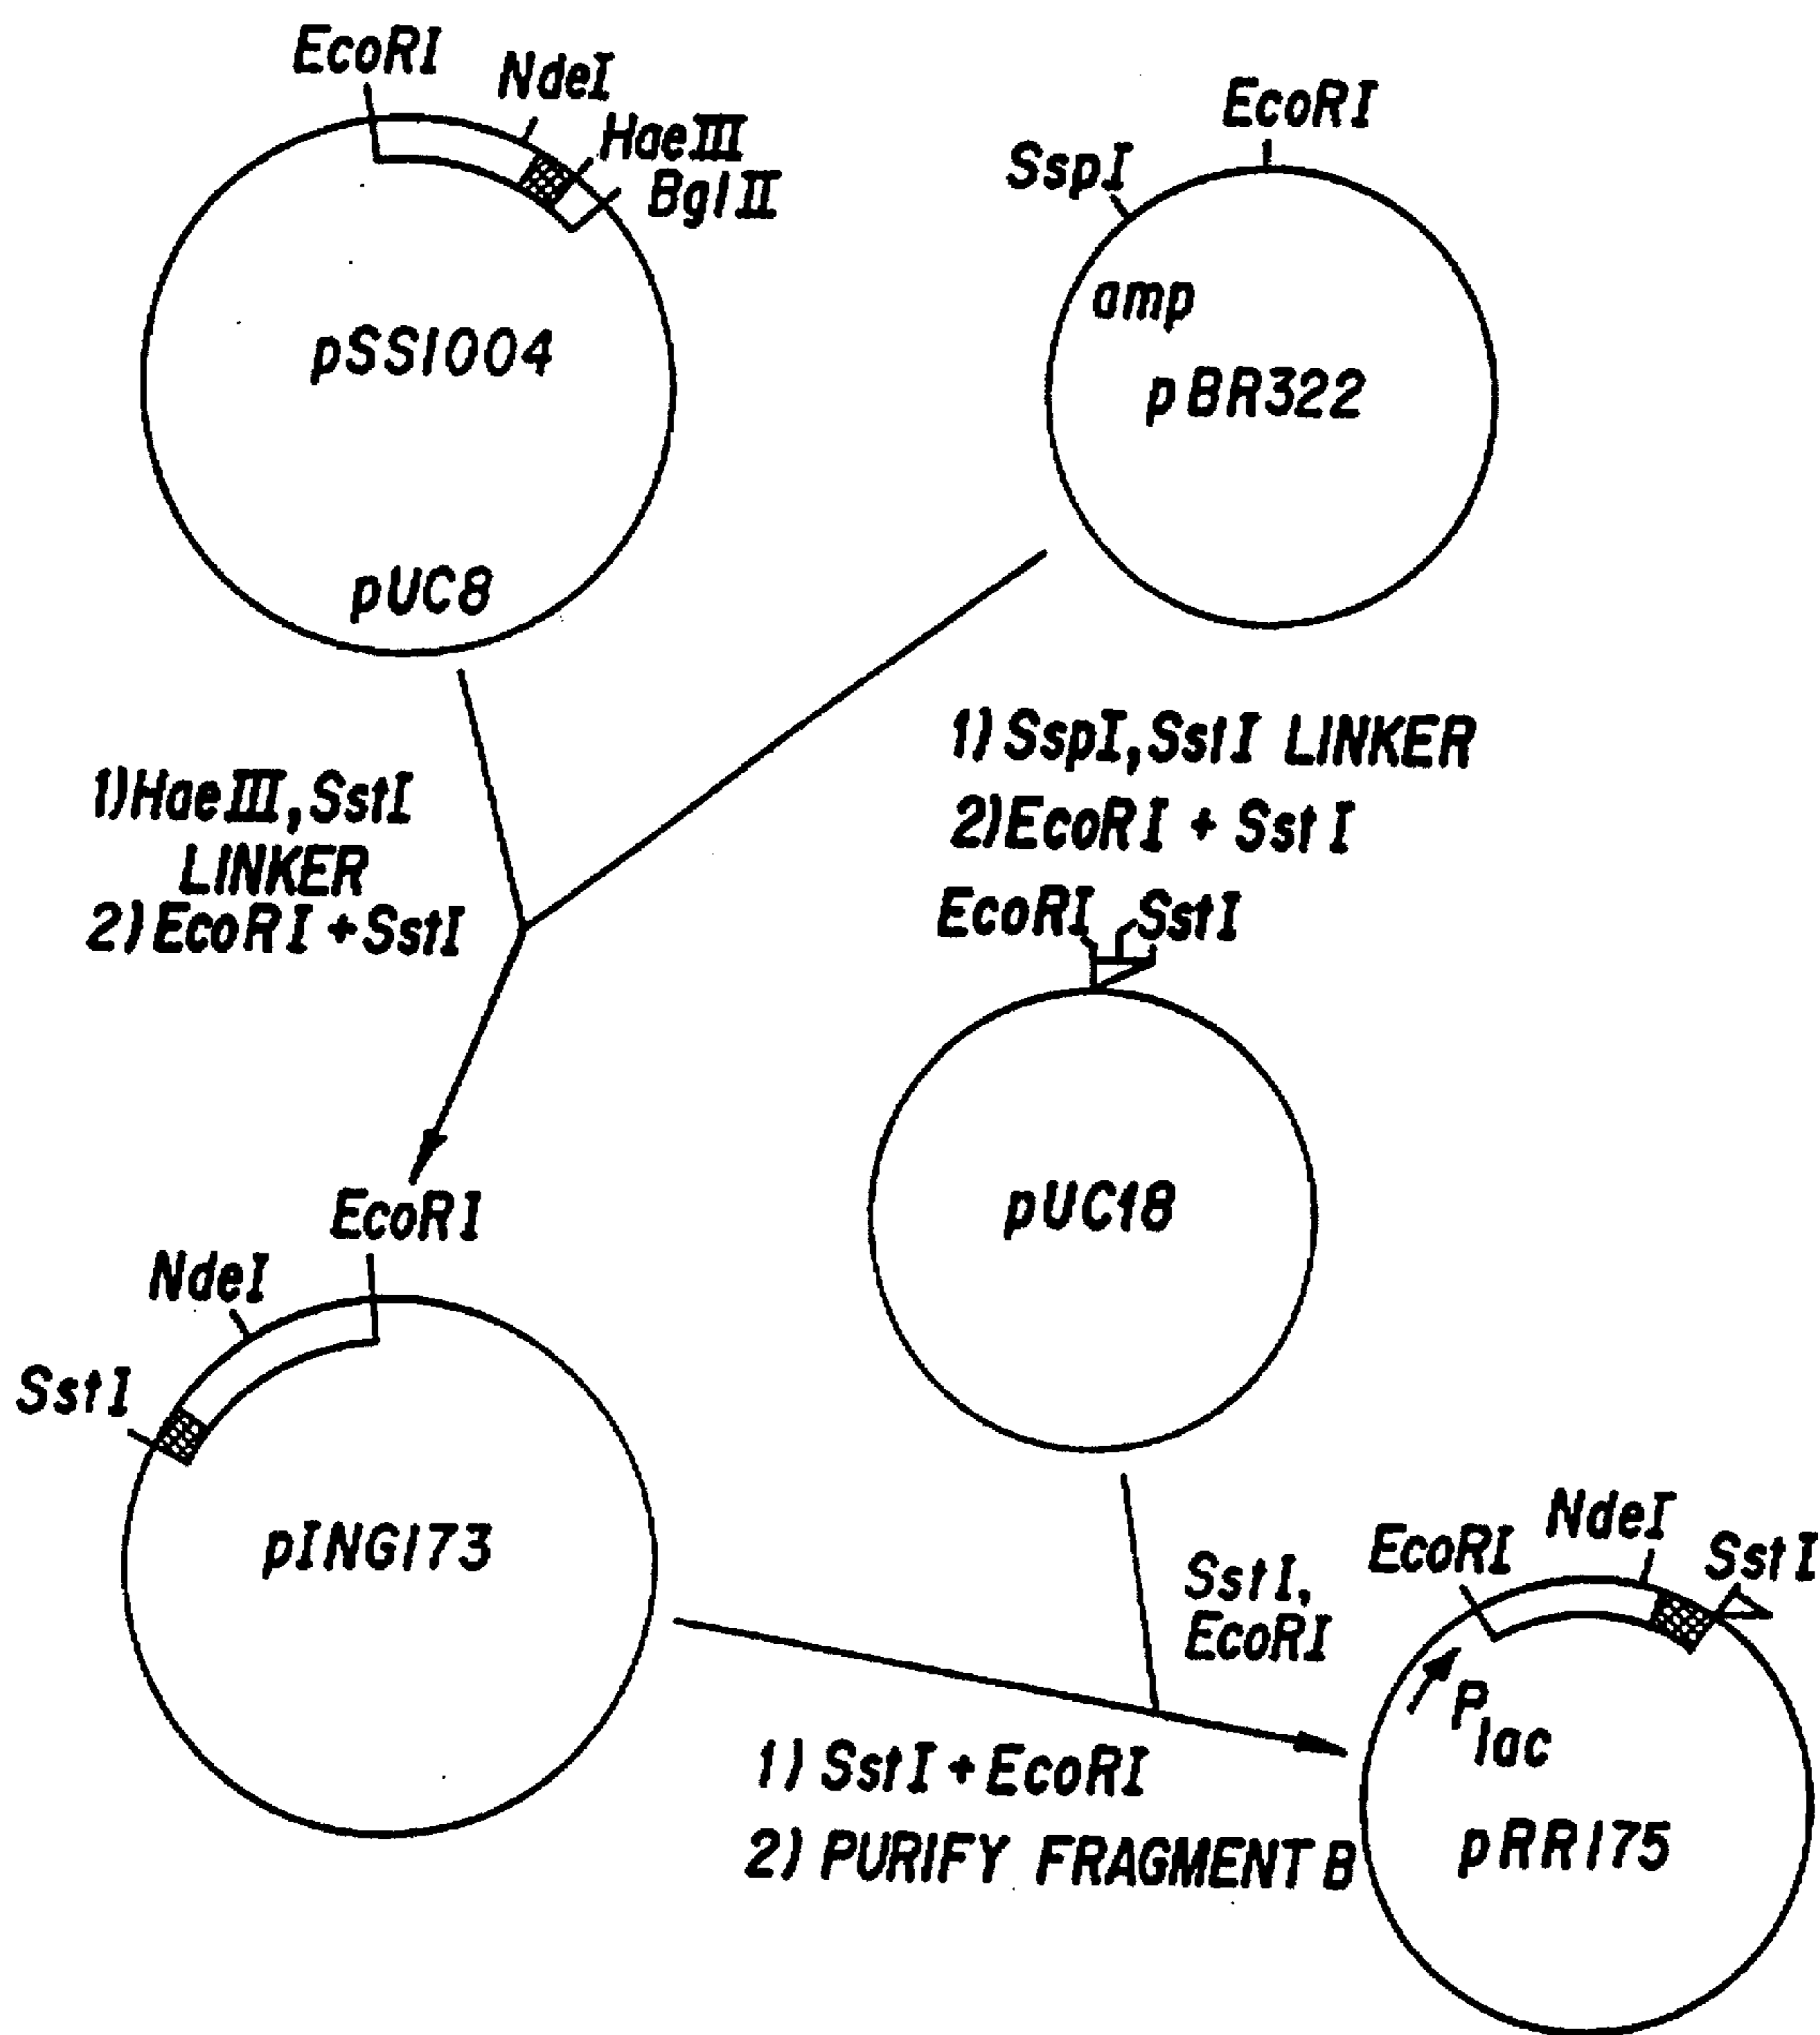 EcoRI
NdeI
HaeIII
BglII
pSS1004
pUC8
EcoRI
SspI
amp
pBR322
1)HaeIII,SstI
LINKER
2)EcoRI+SstI
1)SspI,SstI LINKER
2)EcoRI + SstI
EcoRI
SstI
pUC18
EcoRI
NdeI
SstI
pING173
SstI,
EcoRI
1) SstI+EcoRI
2) PURIFY FRAGMENT B
EcoRI
NdeI
SstI
Plac
pRR175